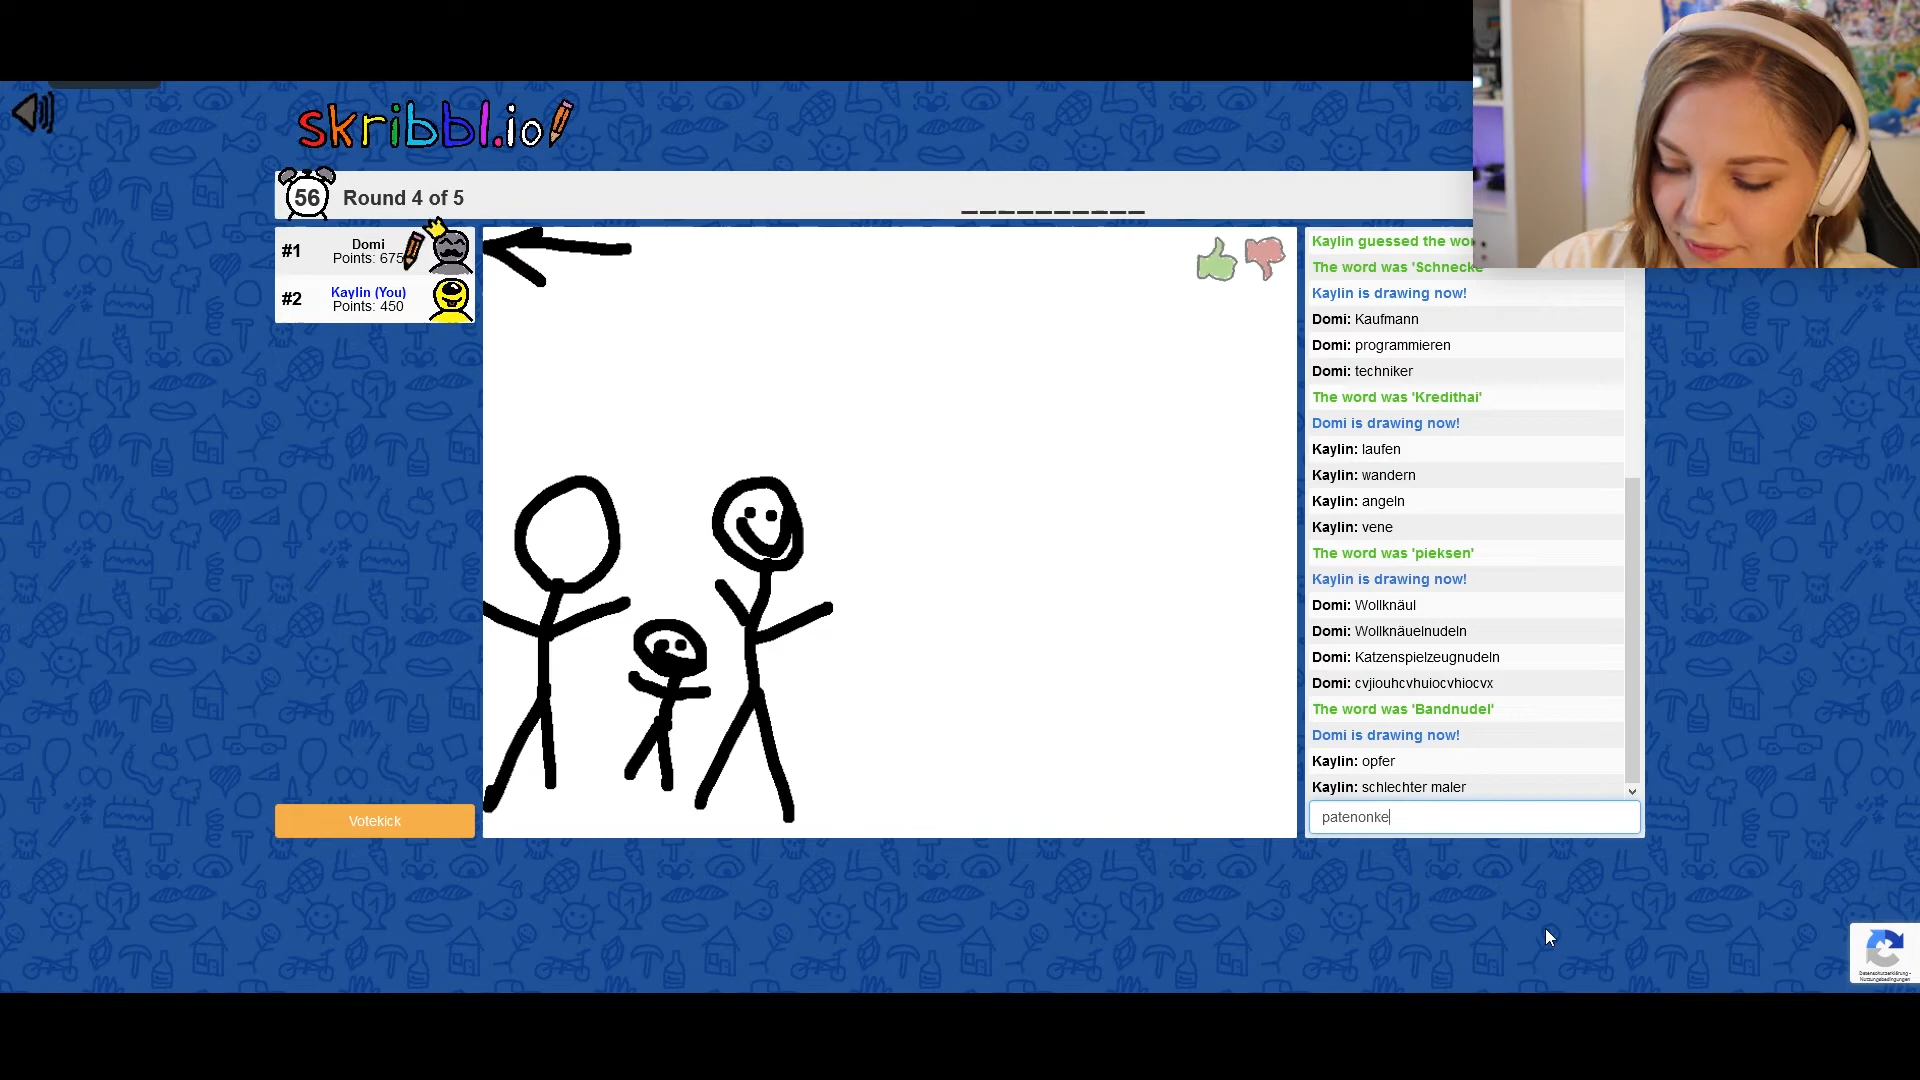 skribbl.io
56
Round 4 of 5
__________
#1
Domi
Points: 675
#2
Kaylin (You)
Points: 450
Votekick
Kaylin guessed the wor
The word was 'Schnecke
Kaylin is drawing now!
Domi: Kaufmann
Domi: programmieren
Domi: techniker
The word was 'Kredithai'
Domi is drawing now!
Kaylin: laufen
Kaylin: wandern
Kaylin: angeln
Kaylin: vene
The word was 'pieksen'
Kaylin is drawing now!
Domi: Wollknäul
Domi: Wollknäuelnudeln
Domi: Katzenspielzeugnudeln
Domi: cvjiouhcvhuiocvhiocvx
The word was 'Bandnudel'
Domi is drawing now!
Kaylin: opfer
Kaylin: schlechter maler
patenonke
Datenschutzerklärung -
Nutzungsbedingungen